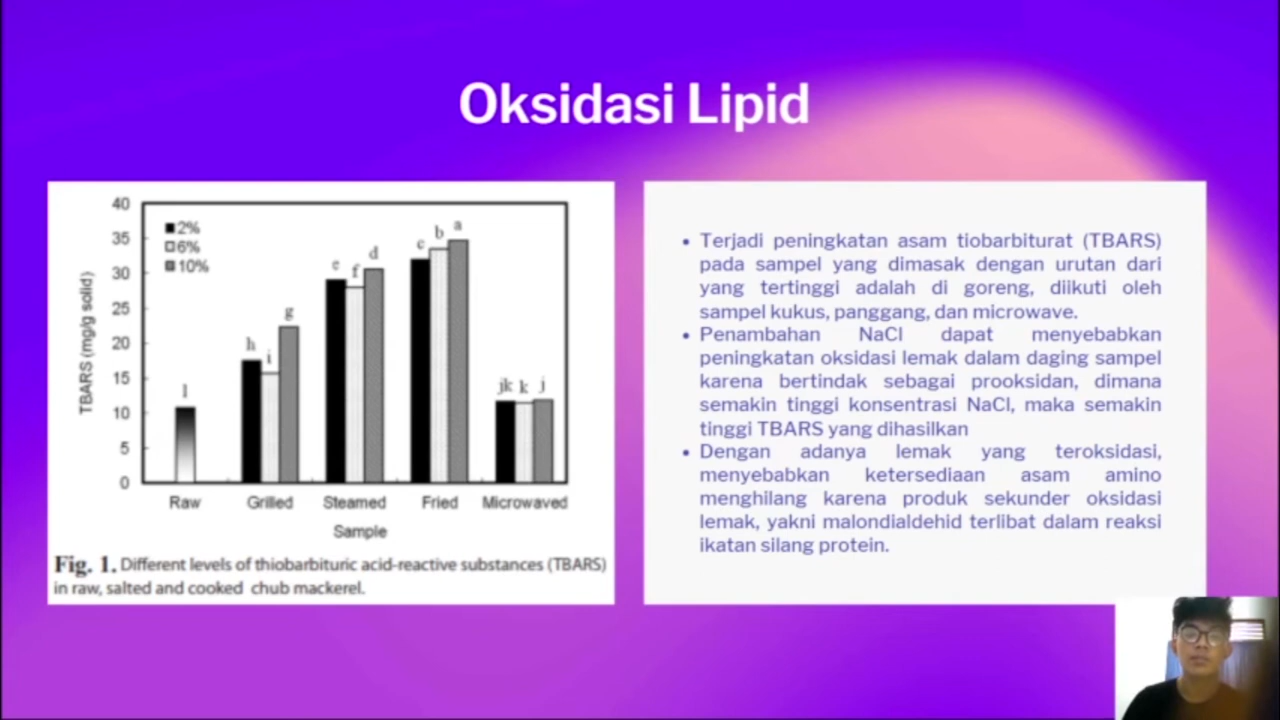 Oksidasi Lipid
40
35
30
25
20
15
10
5
0
TBARS (mg/g solid)
2%
6%
10%
l
h
i
g
e
f
d
c
b
a
jk
k
j
Raw
Grilled
Steamed
Fried
Microwaved
Sample
Fig. 1. Different levels of thiobarbituric acid-reactive substances (TBARS)
in raw, salted and cooked chub mackerel.
• Terjadi peningkatan asam tiobarbiturat (TBARS)
pada sampel yang dimasak dengan urutan dari
yang tertinggi adalah di goreng, diikuti oleh
sampel kukus, panggang, dan microwave.
• Penambahan NaCl dapat menyebabkan
peningkatan oksidasi lemak dalam daging sampel
karena bertindak sebagai prooksidan, dimana
semakin tinggi konsentrasi NaCl, maka semakin
tinggi TBARS yang dihasilkan
• Dengan adanya lemak yang teroksidasi,
menyebabkan ketersediaan asam amino
menghilang karena produk sekunder oksidasi
lemak, yakni malondialdehid terlibat dalam reaksi
ikatan silang protein.